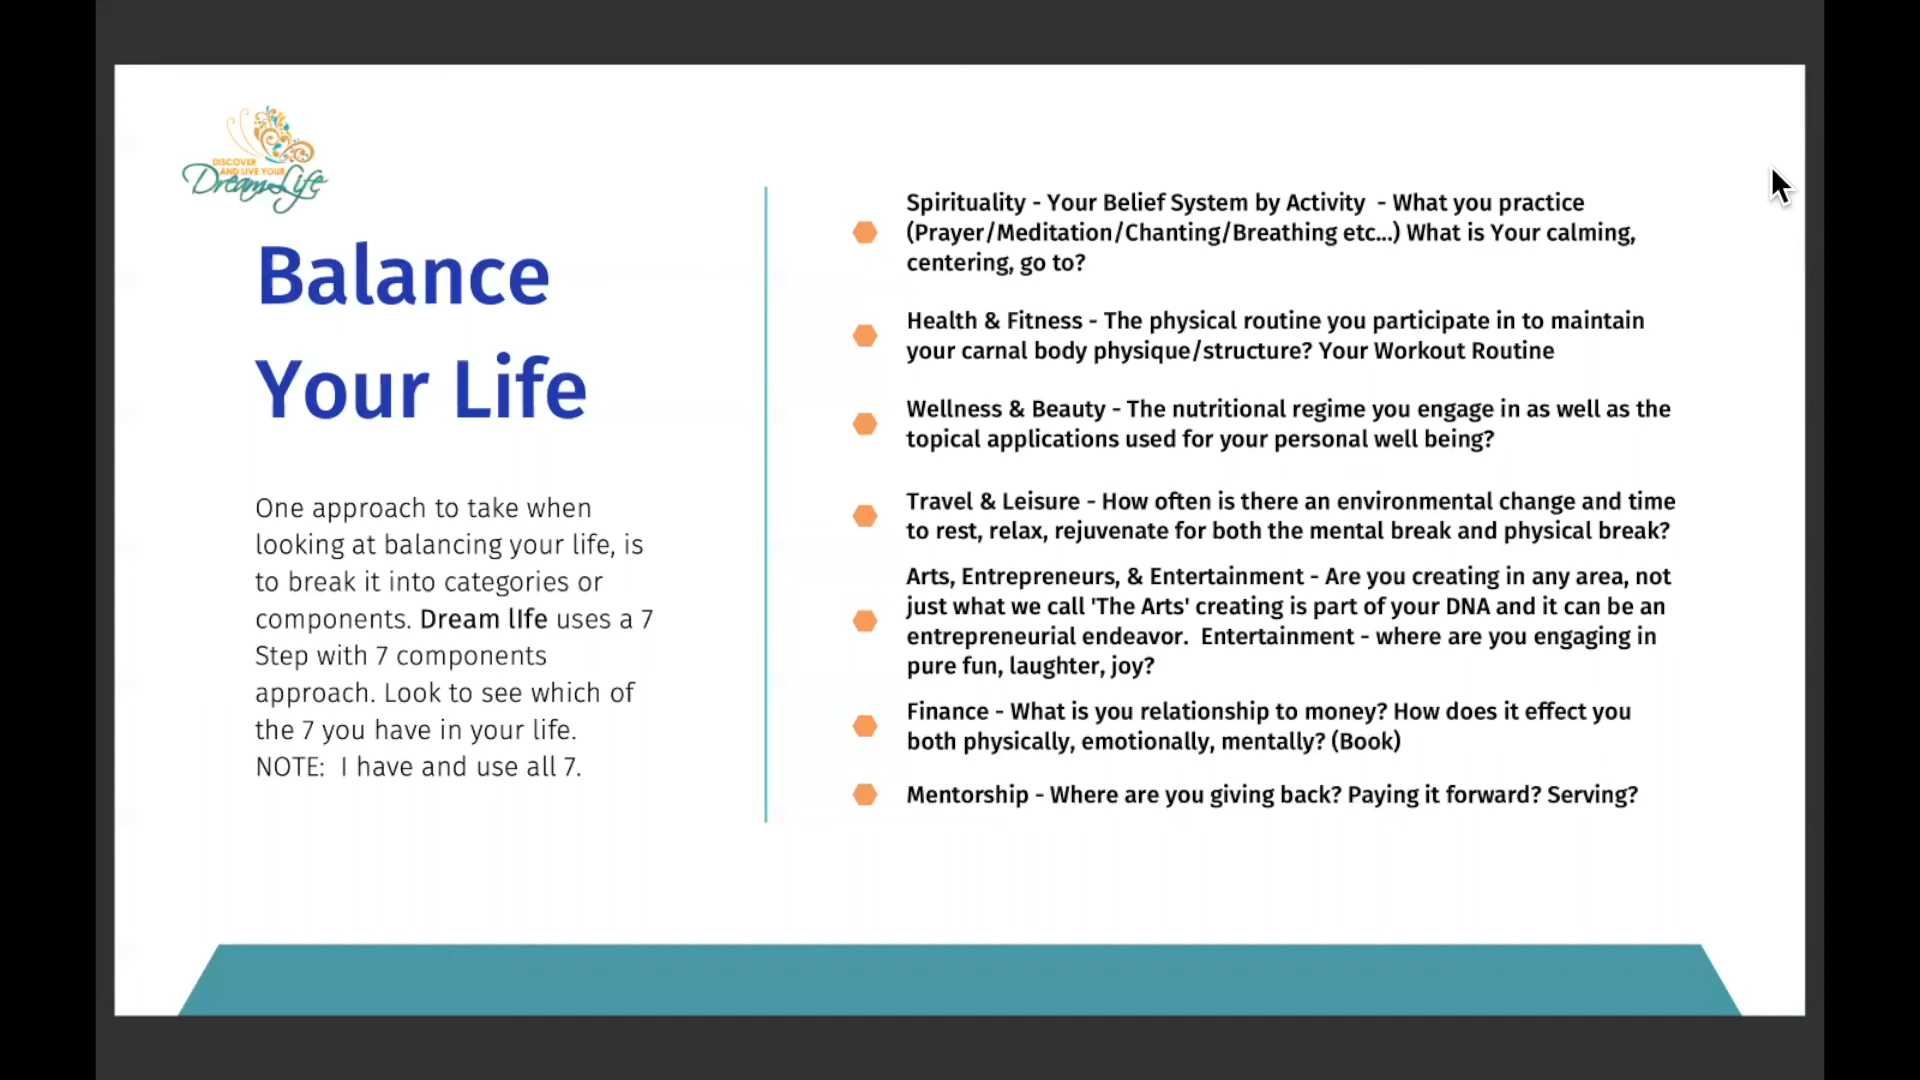 DISCOVER
AND LIVE YOUR
Dream Life
Balance
Your Life
One approach to take when
looking at balancing your life, is
to break it into categories or
components. Dream lIfe uses a 7
Step with 7 components
approach. Look to see which of
the 7 you have in your life.
NOTE:  I have and use all 7.
Spirituality - Your Belief System by Activity  - What you practice
(Prayer/Meditation/Chanting/Breathing etc...) What is Your calming,
centering, go to?
Health & Fitness - The physical routine you participate in to maintain
your carnal body physique/structure? Your Workout Routine
Wellness & Beauty - The nutritional regime you engage in as well as the
topical applications used for your personal well being?
Travel & Leisure - How often is there an environmental change and time
to rest, relax, rejuvenate for both the mental break and physical break?
Arts, Entrepreneurs, & Entertainment - Are you creating in any area, not
just what we call 'The Arts' creating is part of your DNA and it can be an
entrepreneurial endeavor.  Entertainment - where are you engaging in
pure fun, laughter, joy?
Finance - What is you relationship to money? How does it effect you
both physically, emotionally, mentally? (Book)
Mentorship - Where are you giving back? Paying it forward? Serving?